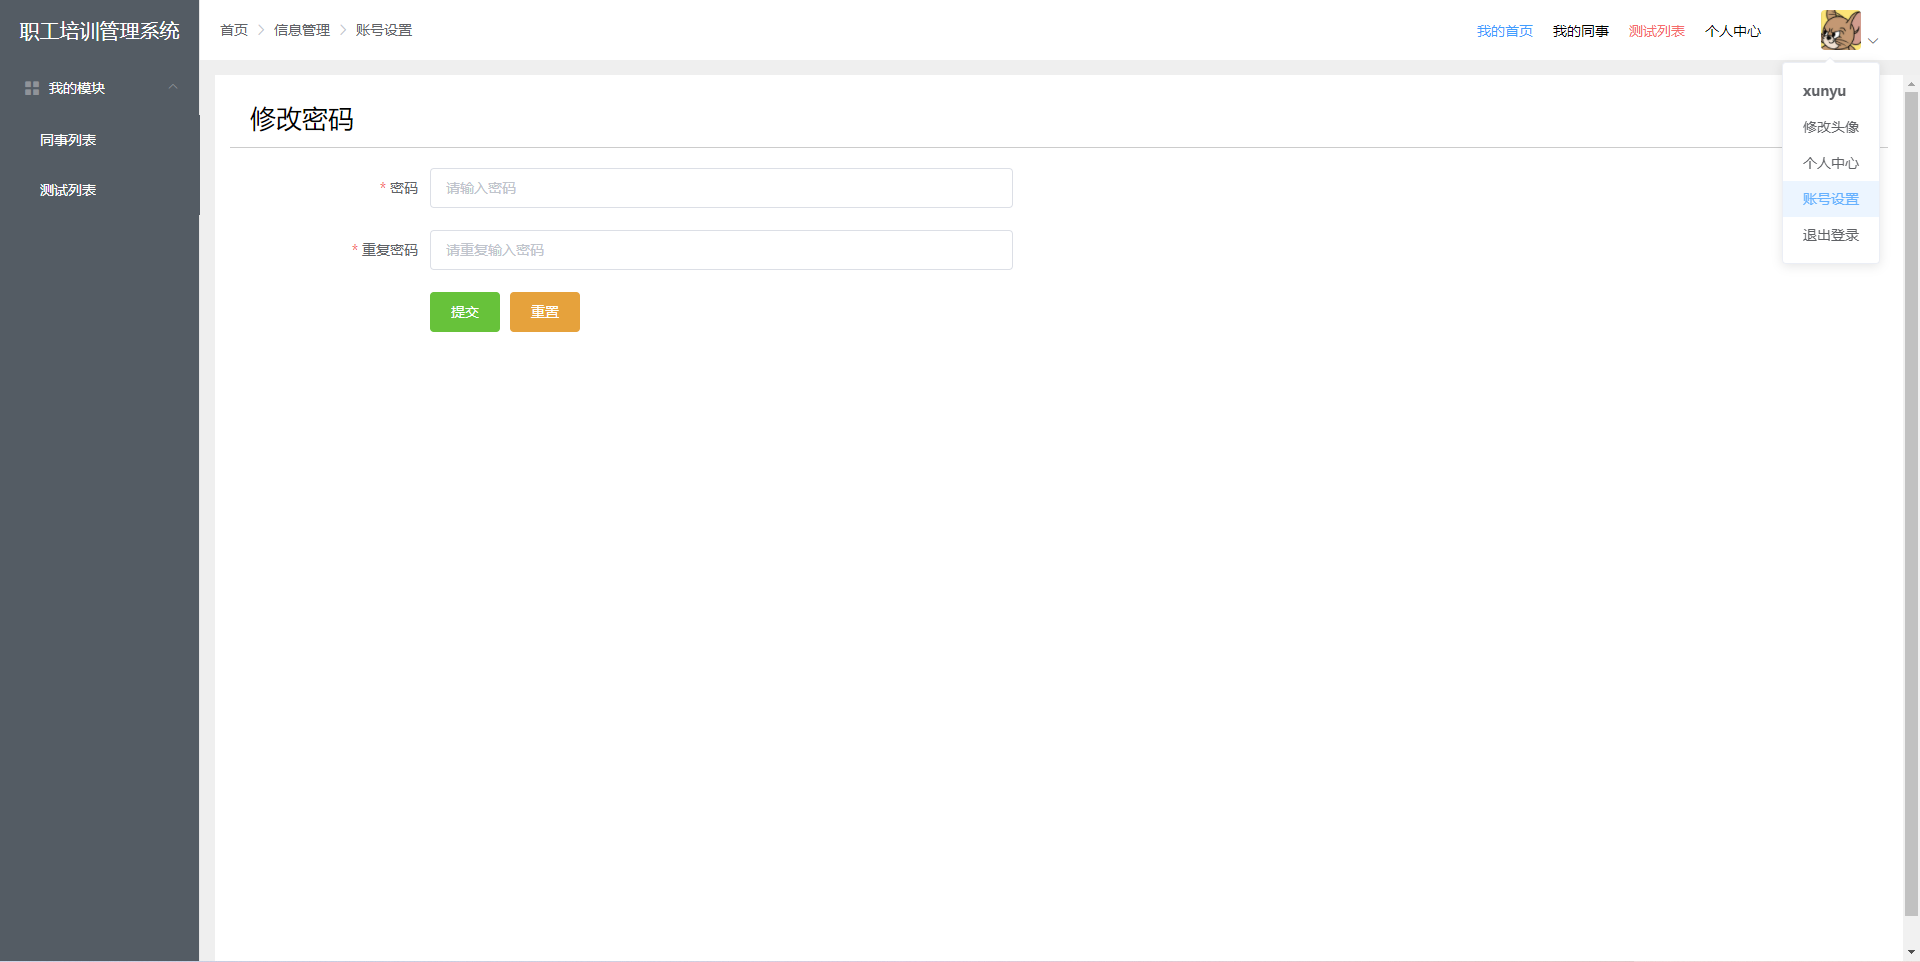 职工培训管理系统
首页 信息管理 账号设置
我的首页 我的同事 测试列表 个人中心
我的模块
同事列表
测试列表
xunyu
修改头像
个人中心
账号设置
退出登录
修改密码
* 密码 请输入密码
* 重复密码 请重复输入密码
提交 重置